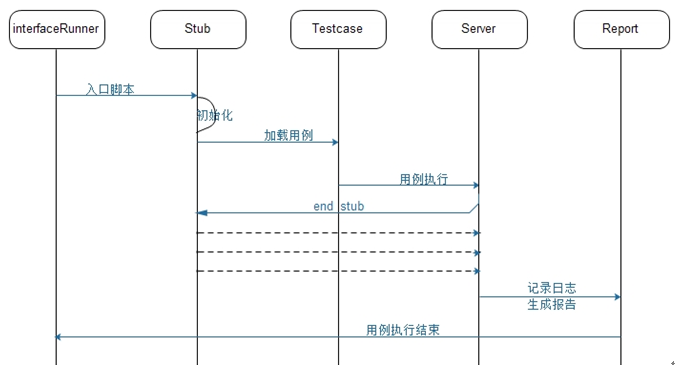 interfaceRunner
Stub
Testcase
Server
Report
入口脚本
初始化
加载用例
用例执行
end stub
记录日志
生成报告
用例执行结束